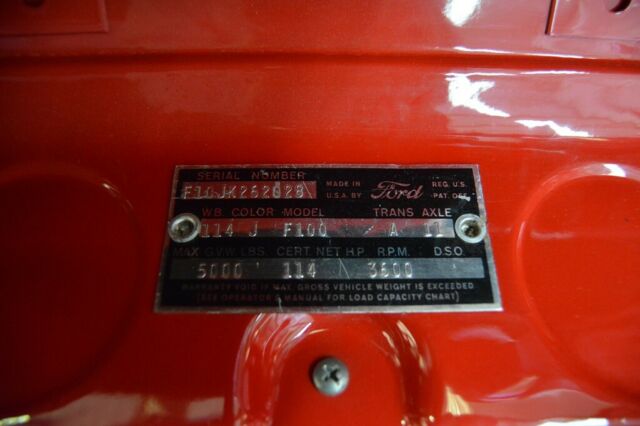 SERIAL NUMBER
F10JK262828
MADE IN U.S.A. BY
Ford
REG. U.S. PAT. OFF.
WB COLOR MODEL TRANS AXLE
114 J F100 A 11
MAX. G.V.W. LBS. CERT. NET H.P. R.P.M. D.S.O.
5000 114 3600
WARRANTY VOID IF MAX. GROSS VEHICLE WEIGHT IS EXCEEDED
(SEE OPERATOR'S MANUAL FOR LOAD CAPACITY CHART)